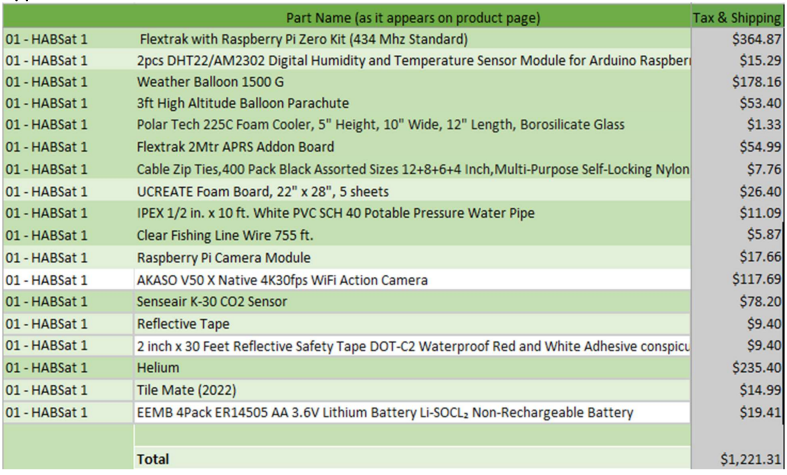 Part Name (as it appears on product page) Tax & Shipping
01 - HABSat 1 Flextrak with Raspberry Pi Zero Kit (434 Mhz Standard) $364.87
01 - HABSat 1 2pcs DHT22/AM2302 Digital Humidity and Temperature Sensor Module for Arduino Raspber $15.29
01 - HABSat 1 Weather Balloon 1500 G $178.16
01 - HABSat 1 3ft High Altitude Balloon Parachute $53.40
01 - HABSat 1 Polar Tech 225C Foam Cooler, 5" Height, 10" Wide, 12" Length, Borosilicate Glass $1.33
01 - HABSat 1 Flextrak 2Mtr APRS Addon Board $54.99
01 - HABSat 1 Cable Zip Ties,400 Pack Black Assorted Sizes 12+8+6+4 Inch,Multi-Purpose Self-Locking Nylon $7.76
01 - HABSat 1 UCREATE Foam Board, 22" x 28", 5 sheets $26.40
01 - HABSat 1 IPEX 1/2 in. x 10 ft. White PVC SCH 40 Potable Pressure Water Pipe $11.09
01 - HABSat 1 Clear Fishing Line Wire 755 ft. $5.87
01 - HABSat 1 Raspberry Pi Camera Module $17.66
01 - HABSat 1 AKASO V50 X Native 4K30fps WiFi Action Camera $117.69
01 - HABSat 1 Senseair K-30 CO2 Sensor $78.20
01 - HABSat 1 Reflective Tape $9.40
01 - HABSat 1 2 inch x 30 Feet Reflective Safety Tape DOT-C2 Waterproof Red and White Adhesive conspicu $9.40
01 - HABSat 1 Helium $235.40
01 - HABSat 1 Tile Mate (2022) $14.99
01 - HABSat 1 EEMB 4Pack ER14505 AA 3.6V Lithium Battery Li-SOCL₂ Non-Rechargeable Battery $19.41
Total $1,221.31